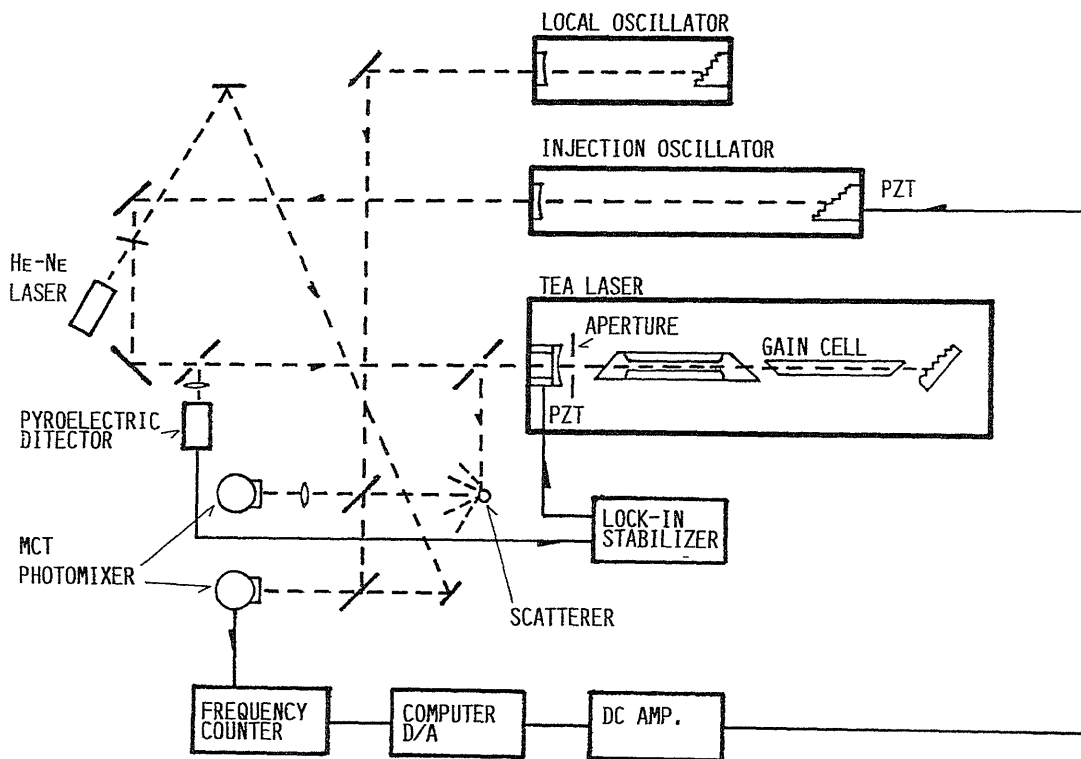 LOCAL OSCILLATOR
INJECTION OSCILLATOR
PZT
HE-NE
LASER
TEA LASER
APERTURE
GAIN CELL
PZT
PYROELECTRIC
DITECTOR
LOCK-IN
STABILIZER
MCT
PHOTOMIXER
SCATTERER
FREQUENCY
COUNTER
COMPUTER
D/A
DC AMP.